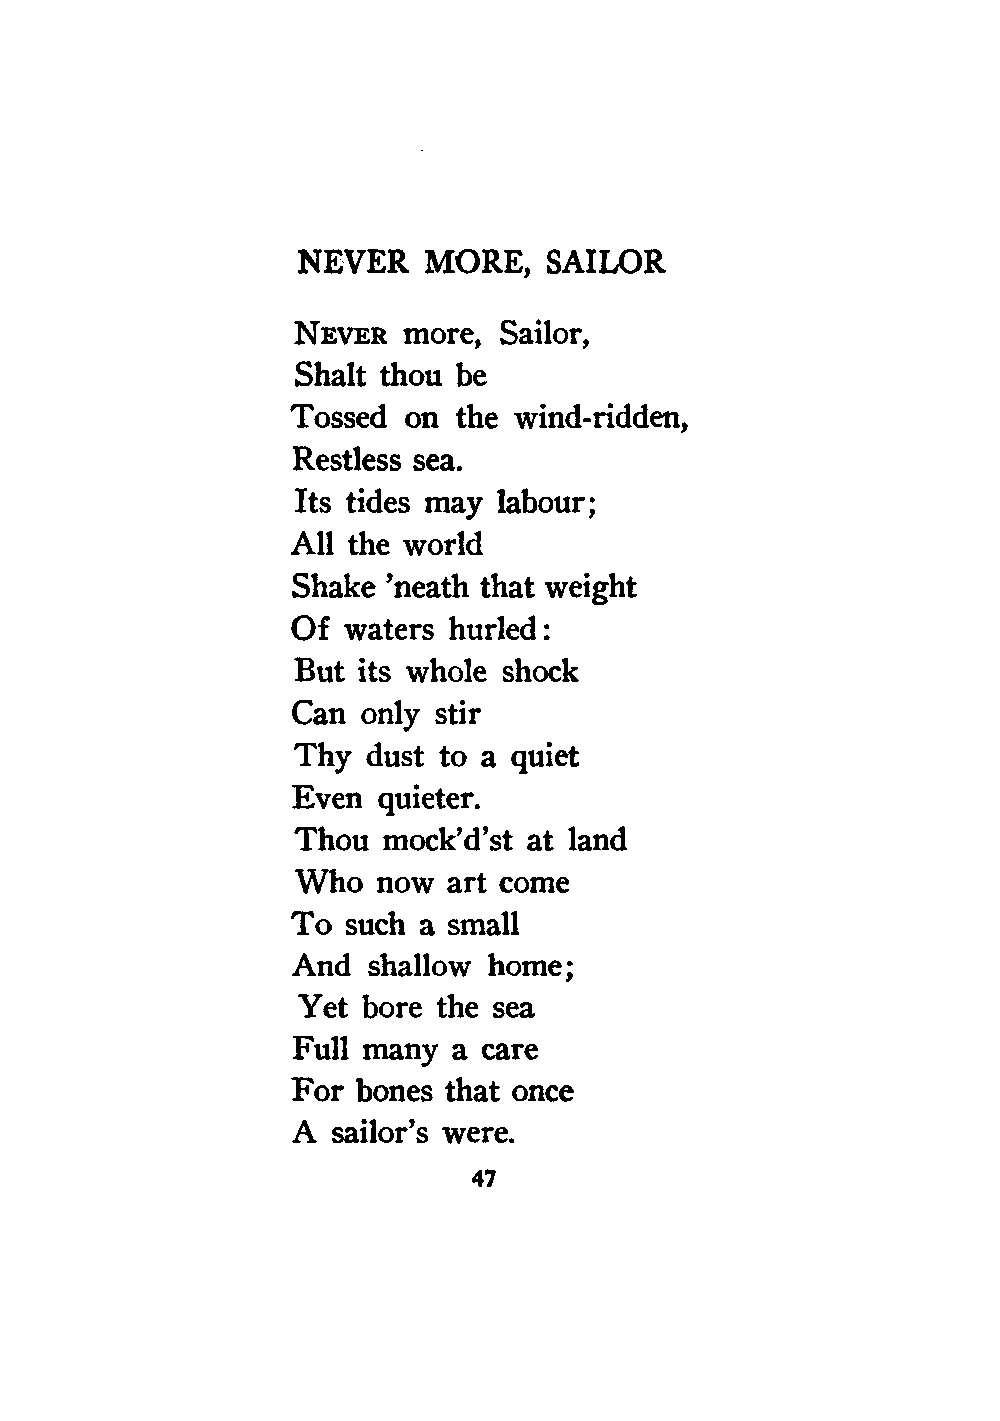 NEVER MORE, SAILOR
NEVER more, Sailor,
Shalt thou be
Tossed on the wind-ridden,
Restless sea.
Its tides may labour;
All the world
Shake ’neath that weight
Of waters hurled:
But its whole shock
Can only stir
Thy dust to a quiet
Even quieter.
Thou mock’d’st at land
Who now art come
To such a small
And shallow home;
Yet bore the sea
Full many a care
For bones that once
A sailor’s were.
47